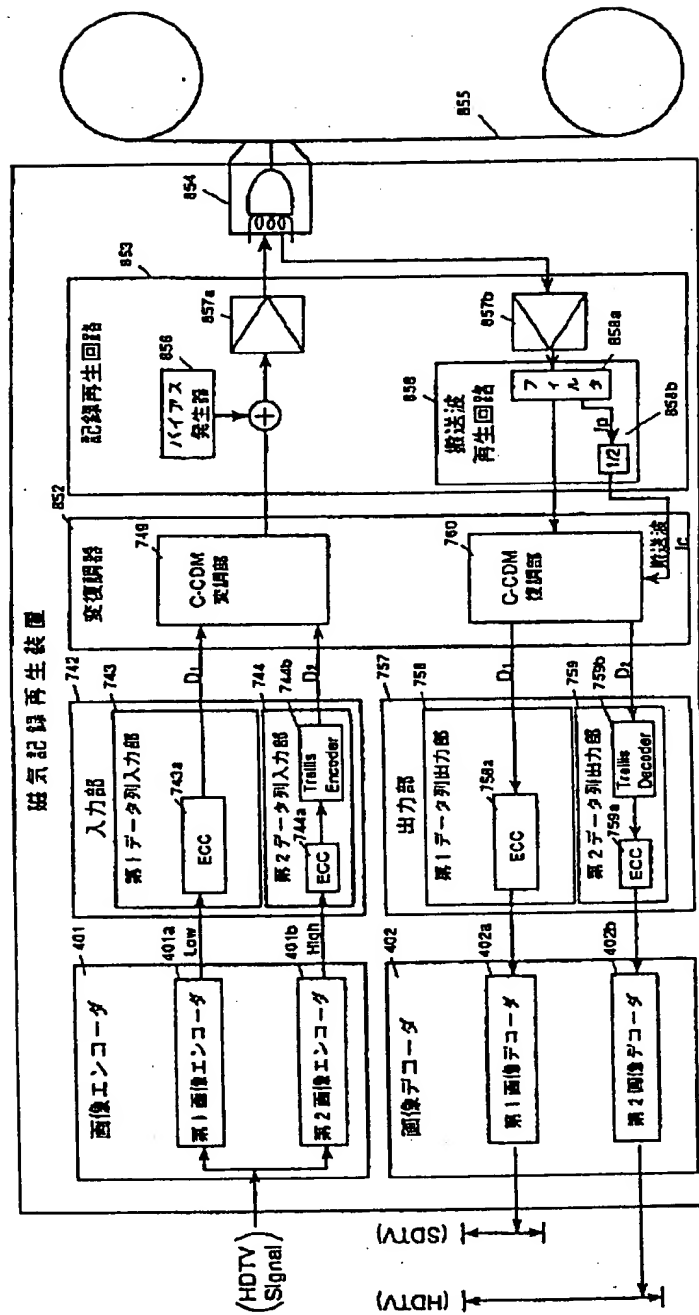 磁気記録再生装置
(HDTV Signal)
401
画像エンコーダ
401a
Low
第1画像エンコーダ
401b
High
第2画像エンコーダ
742
入力部
743
第1データ列入力部
743a
ECC
744
第2データ列入力部
744a
ECC
744b
Trellis
Encoder
D1
D2
852
変復調器
749
C-CDM
変調部
853
記録再生回路
856
バイアス
発生器
857a
854
855
857b
858
搬送波
再生回路
858a
フィルタ
fp
1/2
858b
搬送波
fc
760
C-CDM
復調部
D1
D2
757
出力部
758
第1データ列出力部
758a
ECC
759
第2データ列出力部
759a
ECC
759b
Trellis
Decoder
402
画像デコーダ
402a
第1画像デコーダ
402b
第2画像デコーダ
(SDTV)
(HDTV)